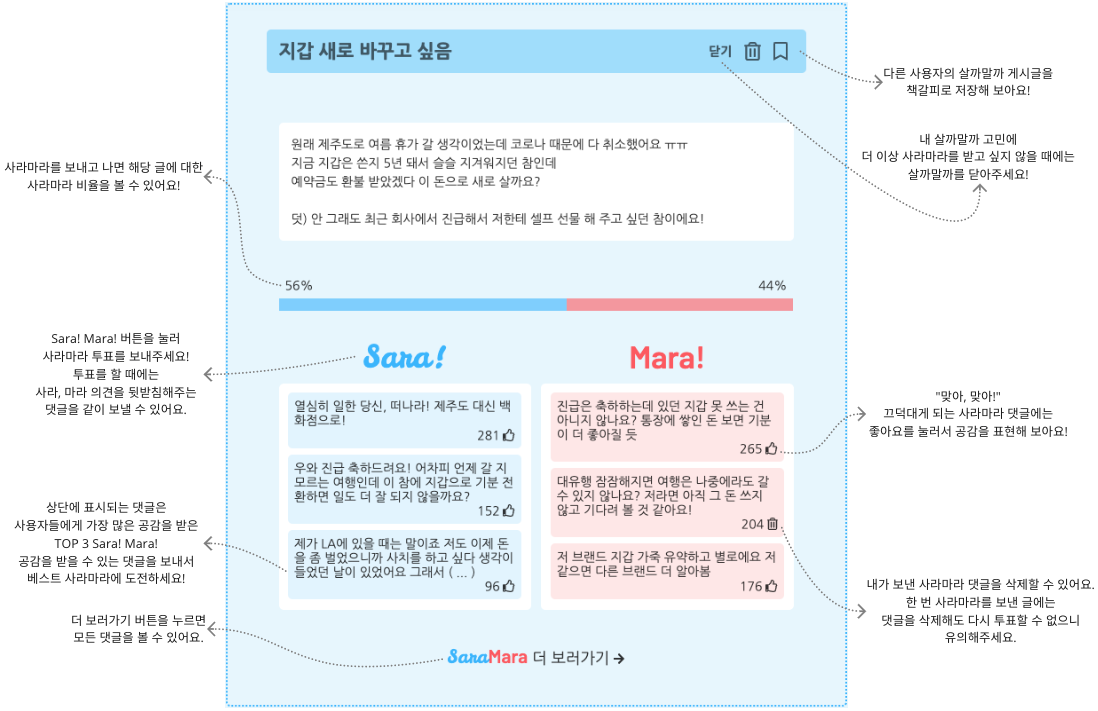 지갑 새로 바꾸고 싶음
닫기
다른 사용자의 살까말까 게시글을
책갈피로 저장해 보아요!
내 살까말까 고민에
더 이상 사라마라를 받고 싶지 않을 때에는
살까말까를 닫아주세요!
원래 제주도로 여름 휴가 갈 생각이었는데 코로나 때문에 다 취소했어요 ㅠㅠ
지금 지갑은 쓴지 5년 돼서 슬슬 지겨워지던 참인데
예약금도 환불 받았겠다 이 돈으로 새로 살까요?
덧) 안 그래도 최근 회사에서 진급해서 저한테 셀프 선물 해 주고 싶던 참이에요!
사라마라를 보내고 나면 해당 글에 대한
사라마라 비율을 볼 수 있어요!
56%
44%
Sara! Mara! 버튼을 눌러
사라마라 투표를 보내주세요!
투표를 할 때에는
사라, 마라 의견을 뒷받침해주는
댓글을 같이 보낼 수 있어요.
Sara!
Mara!
열심히 일한 당신, 떠나라! 제주도 대신 백
화점으로!
281
우와 진급 축하드려요! 어차피 언제 갈 지
모르는 여행인데 이 참에 지갑으로 기분 전
환하면 일도 더 잘 되지 않을까요?
152
제가 LA에 있을 때는 말이죠 저도 이제 돈
을 좀 벌었으니까 사치를 하고 싶다 생각이
들었던 날이 있었어요 그래서 ( ... )
96
진급은 축하하는데 있던 지갑 못 쓰는 건
아니지 않나요? 통장에 쌓인 돈 보면 기분
이 더 좋아질 듯
265
대유행 잠잠해지면 여행은 나중에라도 갈
수 있지 않나요? 저라면 아직 그 돈 쓰지
않고 기다려 볼 것 같아요!
204
저 브랜드 지갑 가죽 유약하고 별로에요 저
같으면 다른 브랜드 더 알아봄
176
"맞아, 맞아!"
끄덕대게 되는 사라마라 댓글에는
좋아요를 눌러서 공감을 표현해 보아요!
상단에 표시되는 댓글은
사용자들에게 가장 많은 공감을 받은
TOP 3 Sara! Mara!
공감을 받을 수 있는 댓글을 보내서
베스트 사라마라에 도전하세요!
내가 보낸 사라마라 댓글을 삭제할 수 있어요.
한 번 사라마라를 보낸 글에는
댓글을 삭제해도 다시 투표할 수 없으니
유의해주세요.
더 보러가기 버튼을 누르면
모든 댓글을 볼 수 있어요.
SaraMara 더 보러가기